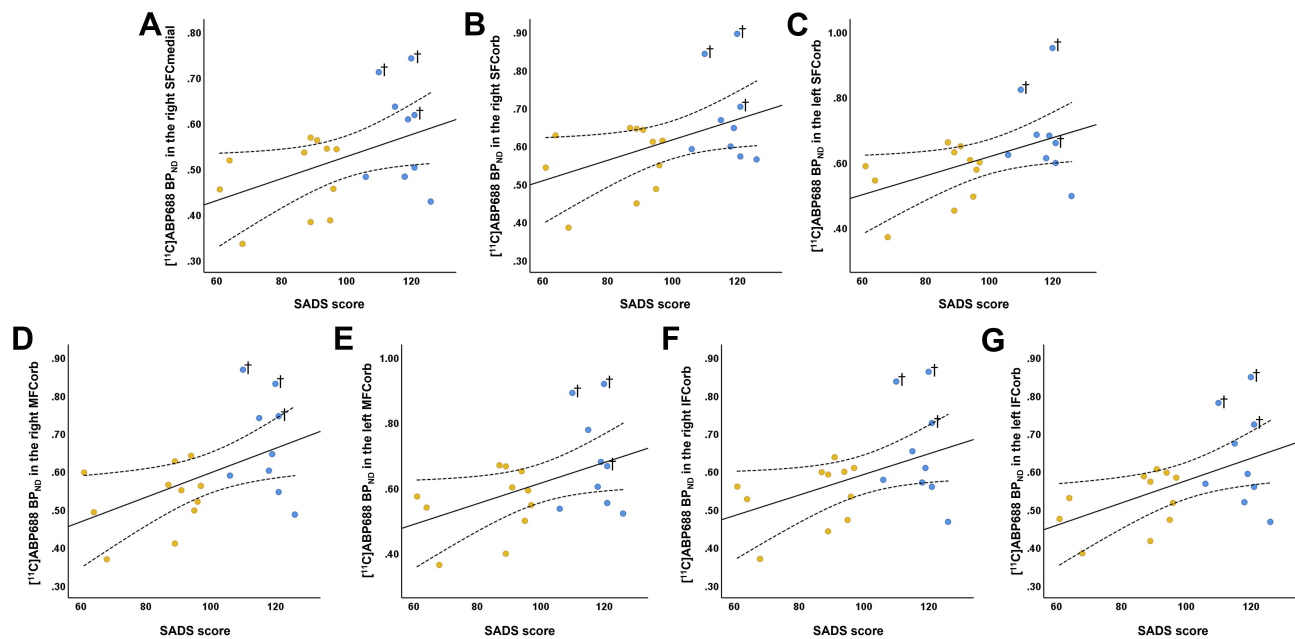 A
[11C]ABP688 BPND in the right SFCmedial
.80
.70
.60
.50
.40
.30
60 80 100 120
SADS score
†
†
†
B
[11C]ABP688 BPND in the right SFCorb
.90
.80
.70
.60
.50
.40
.30
60 80 100 120
SADS score
†
†
†
C
[11C]ABP688 BPND in the left SFCorb
1.00
.80
.60
.40
60 80 100 120
SADS score
†
†
†
D
[11C]ABP688 BPND in the right MFCorb
.90
.80
.70
.60
.50
.40
.30
60 80 100 120
SADS score
†
†
†
E
[11C]ABP688 BPND in the left MFCorb
1.00
.80
.60
.40
60 80 100 120
SADS score
†
†
†
F
[11C]ABP688 BPND in the right IFCorb
.90
.80
.70
.60
.50
.40
.30
60 80 100 120
SADS score
†
†
†
G
[11C]ABP688 BPND in the left IFCorb
.90
.80
.70
.60
.50
.40
.30
60 80 100 120
SADS score
†
†
†